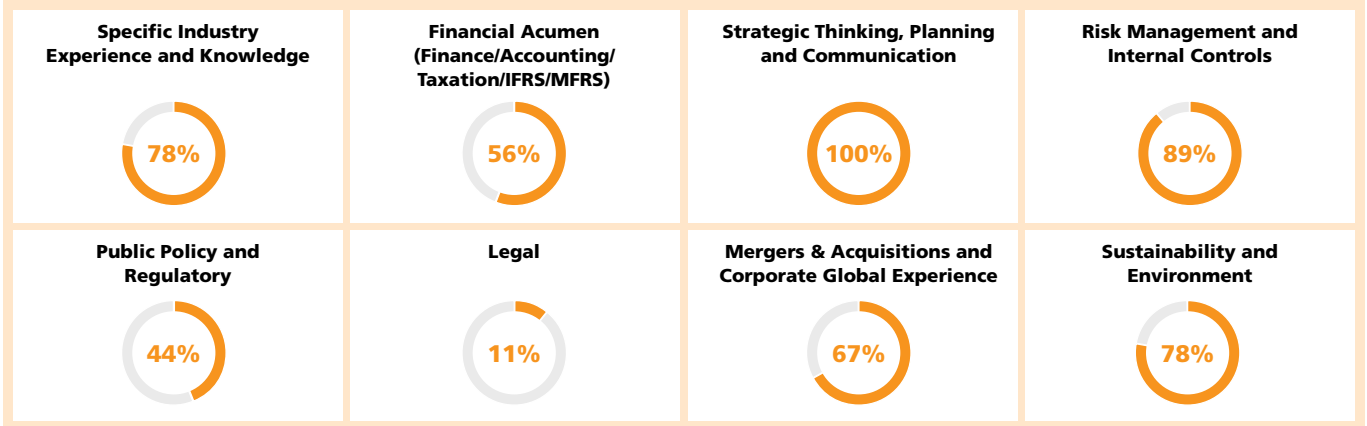 Specific Industry
Experience and Knowledge
78%
Financial Acumen
(Finance/Accounting/
Taxation/IFRS/MFRS)
56%
Strategic Thinking, Planning
and Communication
100%
Risk Management and
Internal Controls
89%
Public Policy and
Regulatory
44%
Legal
11%
Mergers & Acquisitions and
Corporate Global Experience
67%
Sustainability and
Environment
78%